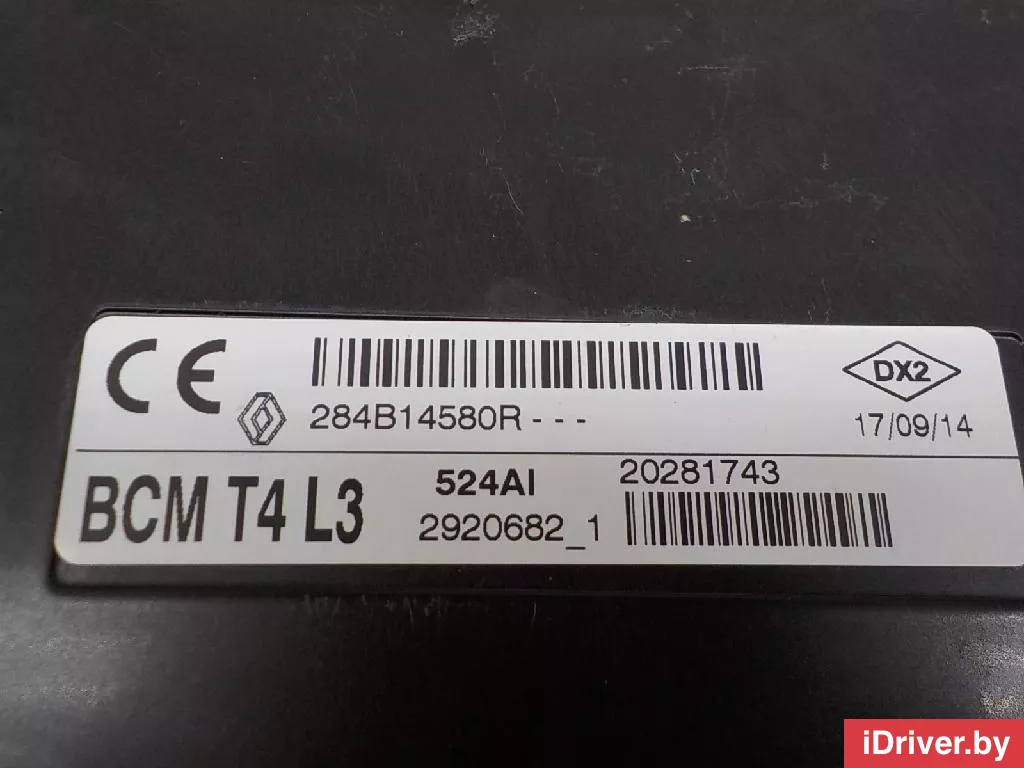 CE
284B14580R---
DX2
17/09/14
BCM T4 L3
524AI
2920682_1
20281743
iDriver.by